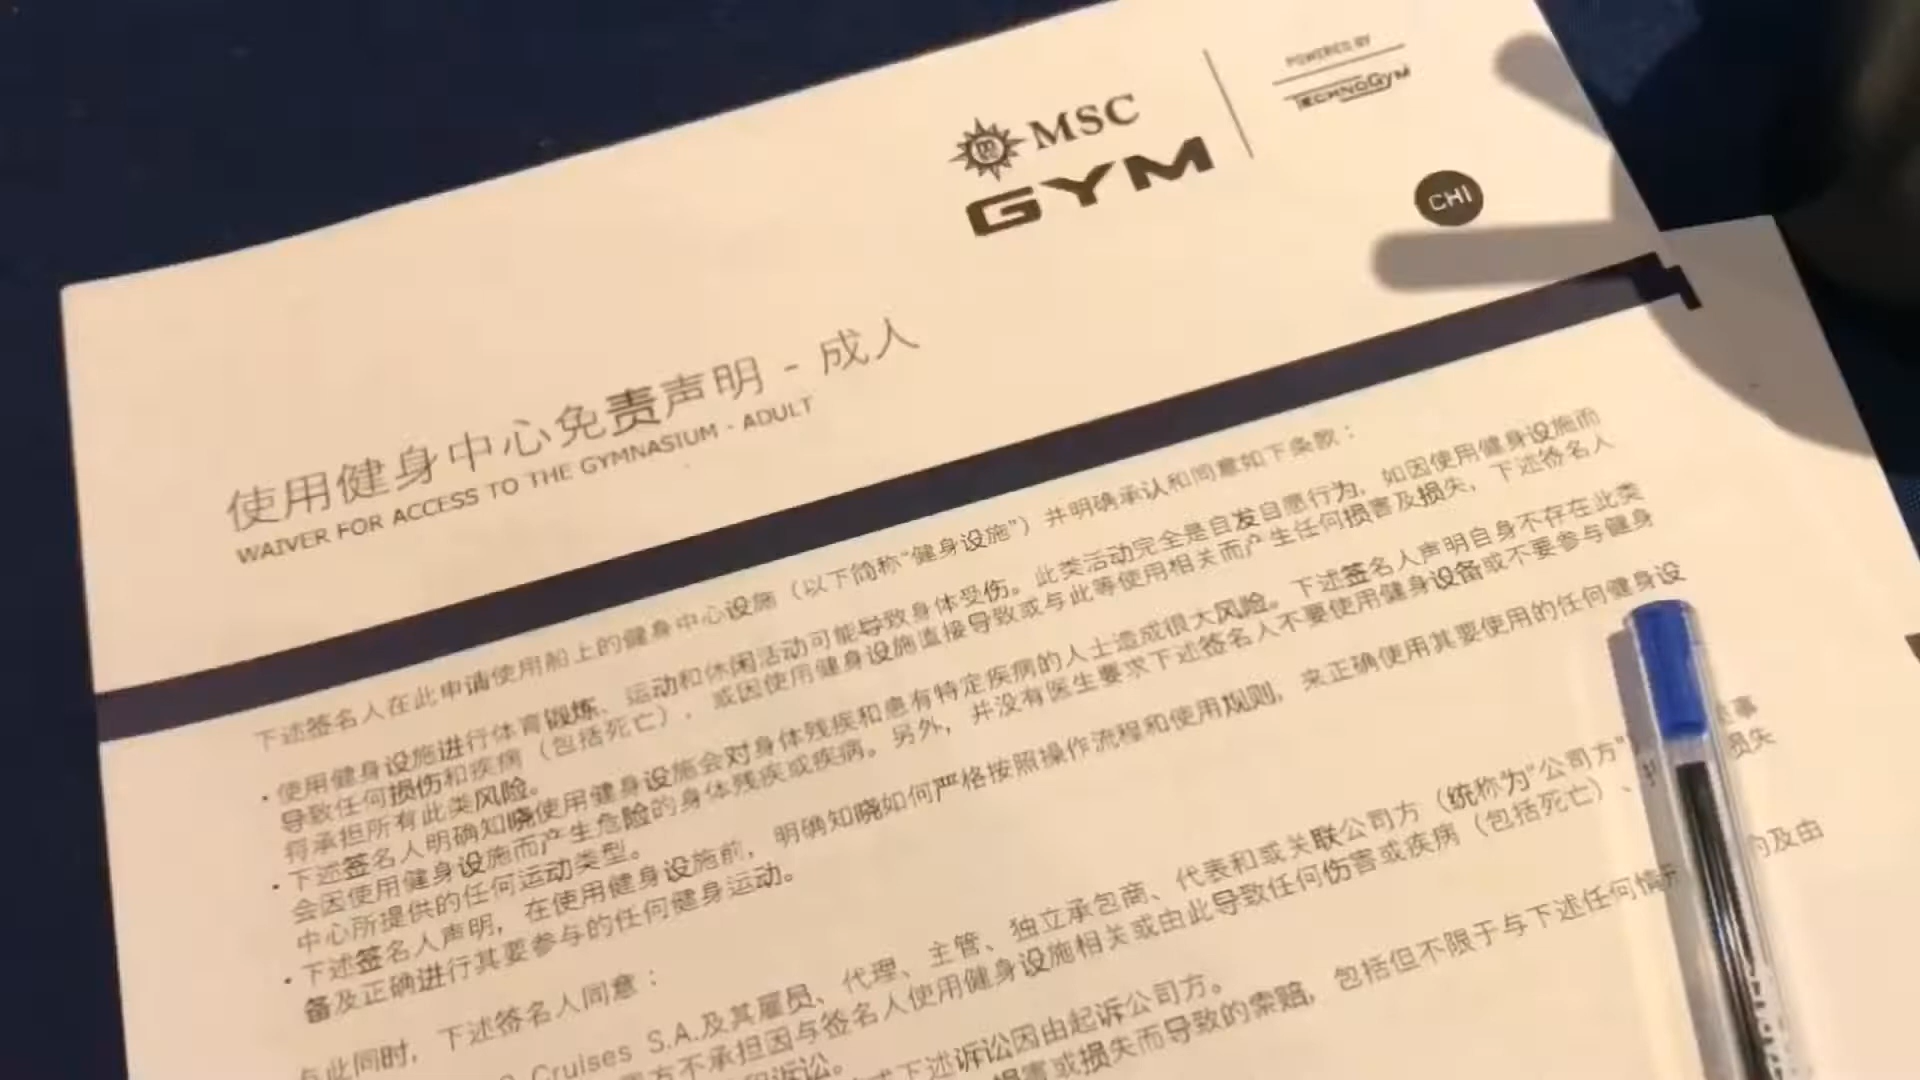 MSC
GYM
POWERED BY
TECHNOGYM
CHI
使用健身中心免责声明 - 成人
WAIVER FOR ACCESS TO THE GYMNASIUM - ADULT
下述签名人在此申请使用船上的健身中心设施（以下简称“健身设施”）并明确承认和同意如下条款：
· 使用健身设施进行体育锻炼、运动和休闲活动可能导致身体受伤。此类活动完全是自发自愿行为，如因使用健身设施而
导致任何损伤和疾病（包括死亡），或因使用健身设施直接导致或与此等使用相关而产生任何损害及损失，下述签名人
将承担所有此类风险。
· 下述签名人明确知晓使用健身设施会对身体残疾和患有特定疾病的人士造成很大风险。下述签名人声明自身不存在此类
会因使用健身设施而产生危险的身体残疾或疾病。另外，并没有医生要求下述签名人不要使用健身设备或不要参与健身
中心所提供的任何运动类型。
· 下述签名人声明，在使用健身设施前，明确知晓如何严格按照操作流程和使用规则，来正确使用其要使用的任何健身设
备及正确进行其要参与的任何健身运动。
与此同时，下述签名人同意：
Cruises S.A.及其雇员、代理、主管、独立承包商、代表和或关联公司方（统称为“公司方”
方不承担因与签名人使用健身设施相关或由此导致任何伤害或疾病（包括死亡）、 损失
诉讼。
下述诉讼因由起诉公司方。
损害或损失而导致的索赔，包括但不限于与下述任何情形 的及由